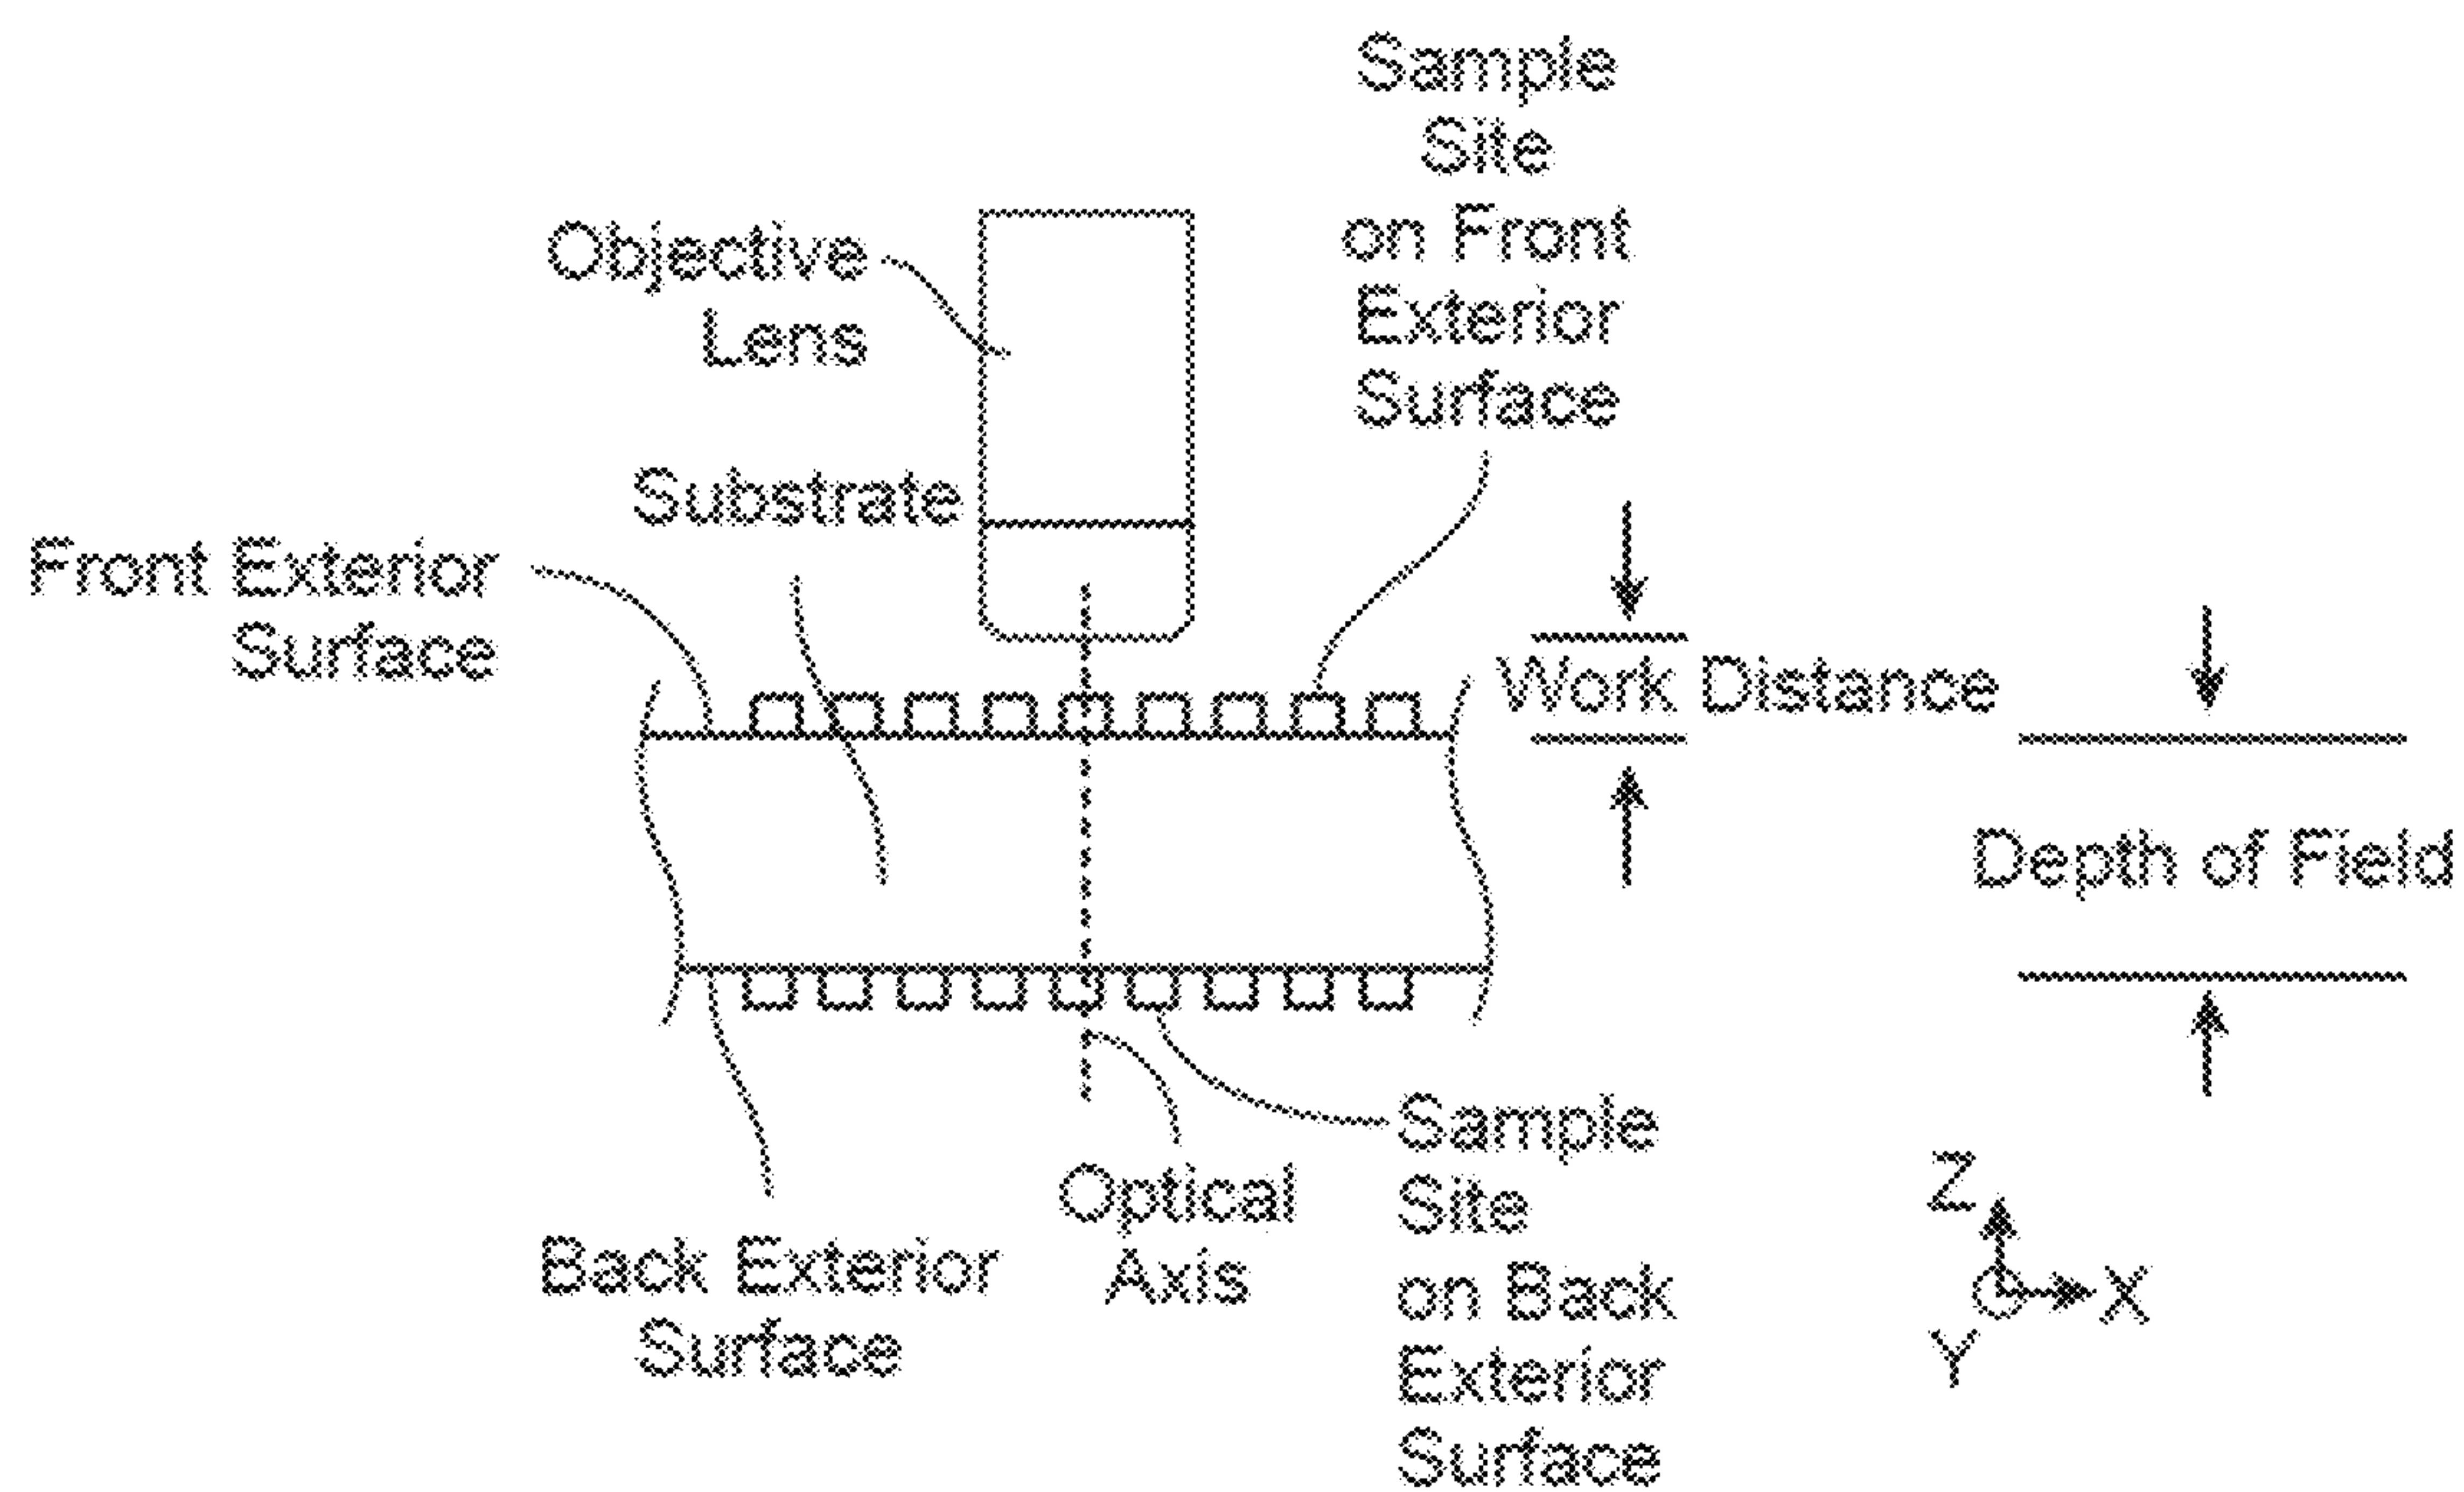 Sample
Site
on Front
Exterior
Surface
Objective
Lens
Substrate
Front Exterior
Surface
Work Distance
Depth of Field
Back Exterior
Surface
Optical
Axis
Sample
Site
on Back
Exterior
Surface
Z
X
Y